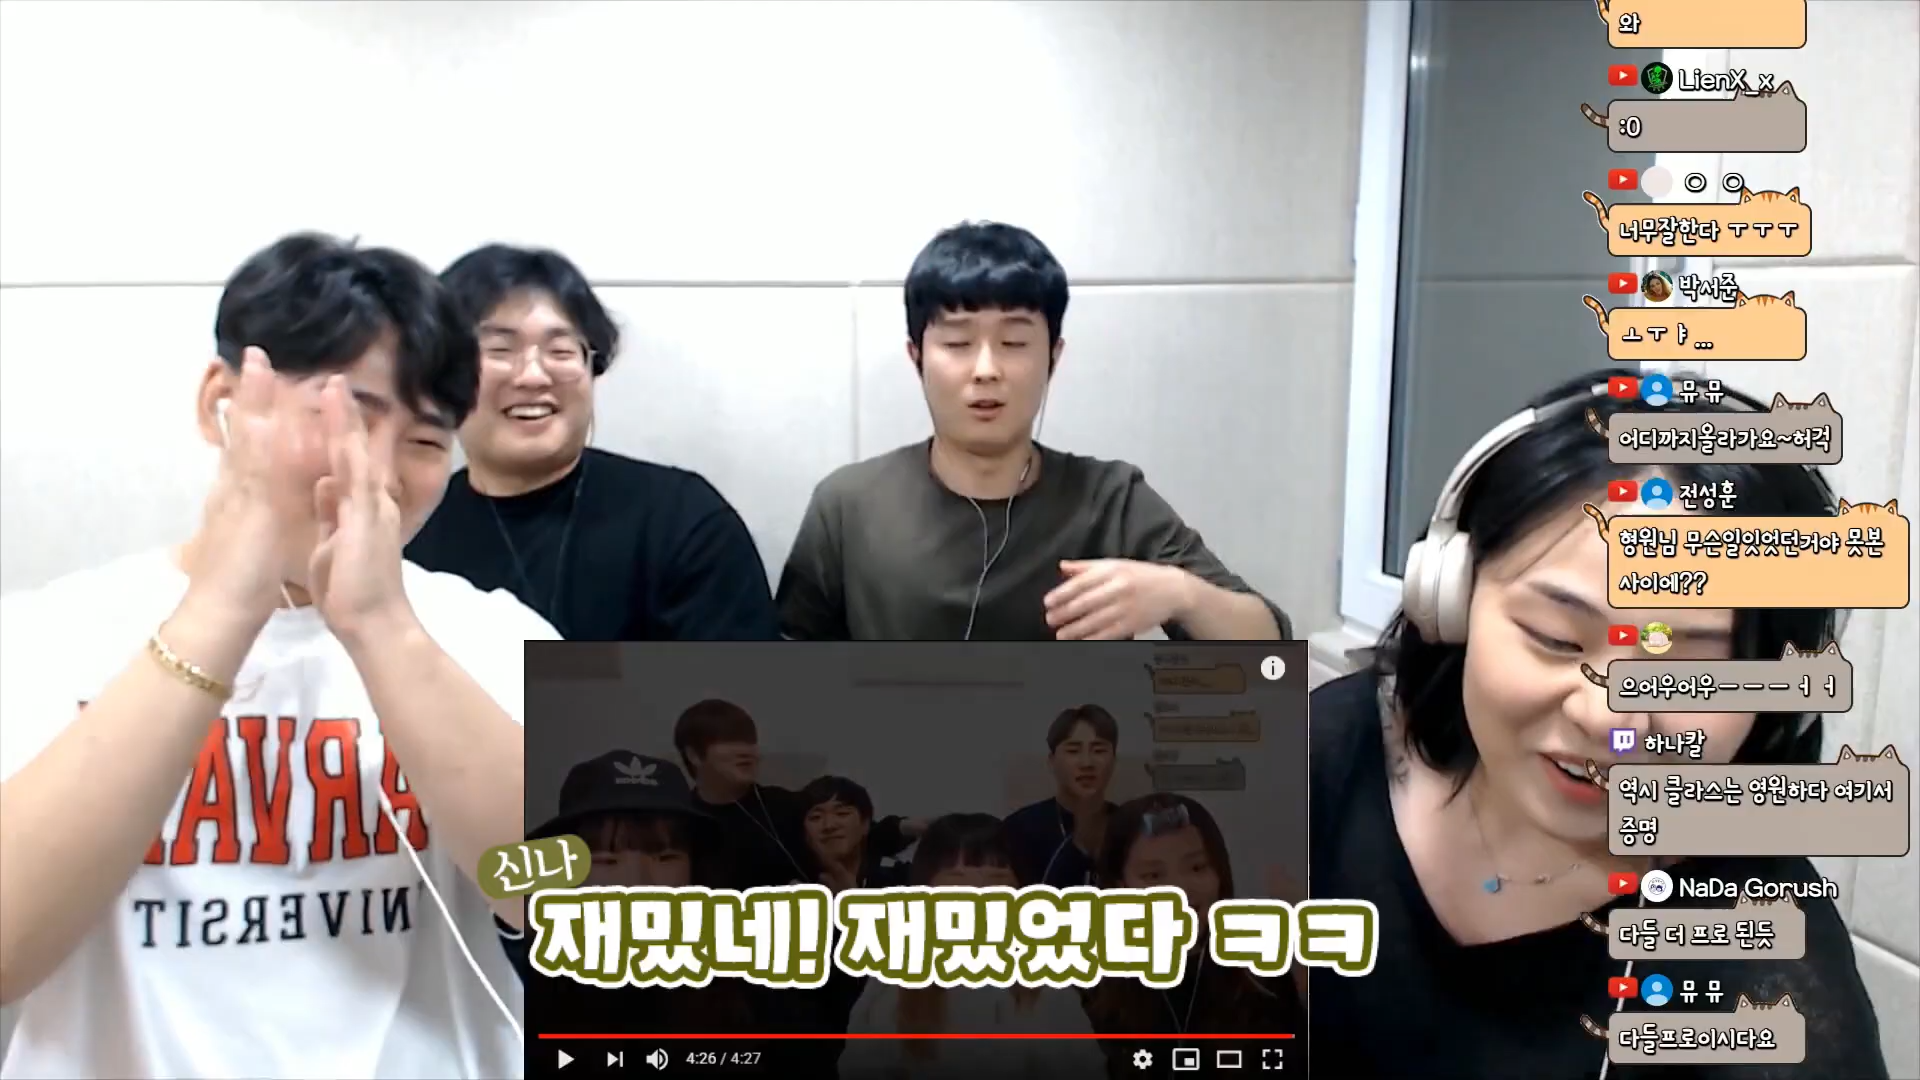 와
LienX_x
:0
ㅇ ㅇ
너무잘한다 ㅜㅜㅜ
박서준
ㅗㅜㅑ...
뮤 뮤
어디까지올라가요~허걱
전성훈
형원님 무슨일잇엇던거야 못본
사이에??
으어우어우ㅡㅡㅡㅓㅓ
하나칼
역시 클라스는 영원하다 여기서
증명
NaDa Gorush
다들 더 프로 된듯
뮤 뮤
다들프로이시다요
ARVA
NIVERSIT
adidas
신나
재밌네! 재밌었다 ㅋㅋ
4:26 / 4:27